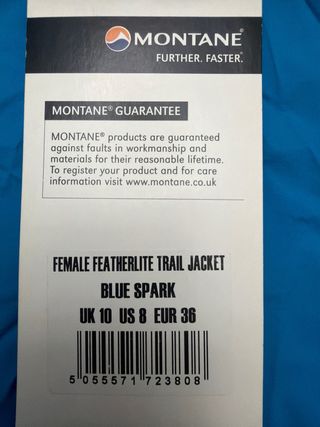 MONTANE®
FURTHER. FASTER.®
MONTANE® GUARANTEE
MONTANE® products are guaranteed
against faults in workmanship and
materials for their reasonable lifetime.
To register your product and for care
information visit www.montane.co.uk
FEMALE FEATHERLITE TRAIL JACKET
BLUE SPARK
UK 10 US 8 EUR 36
5 055571 723808